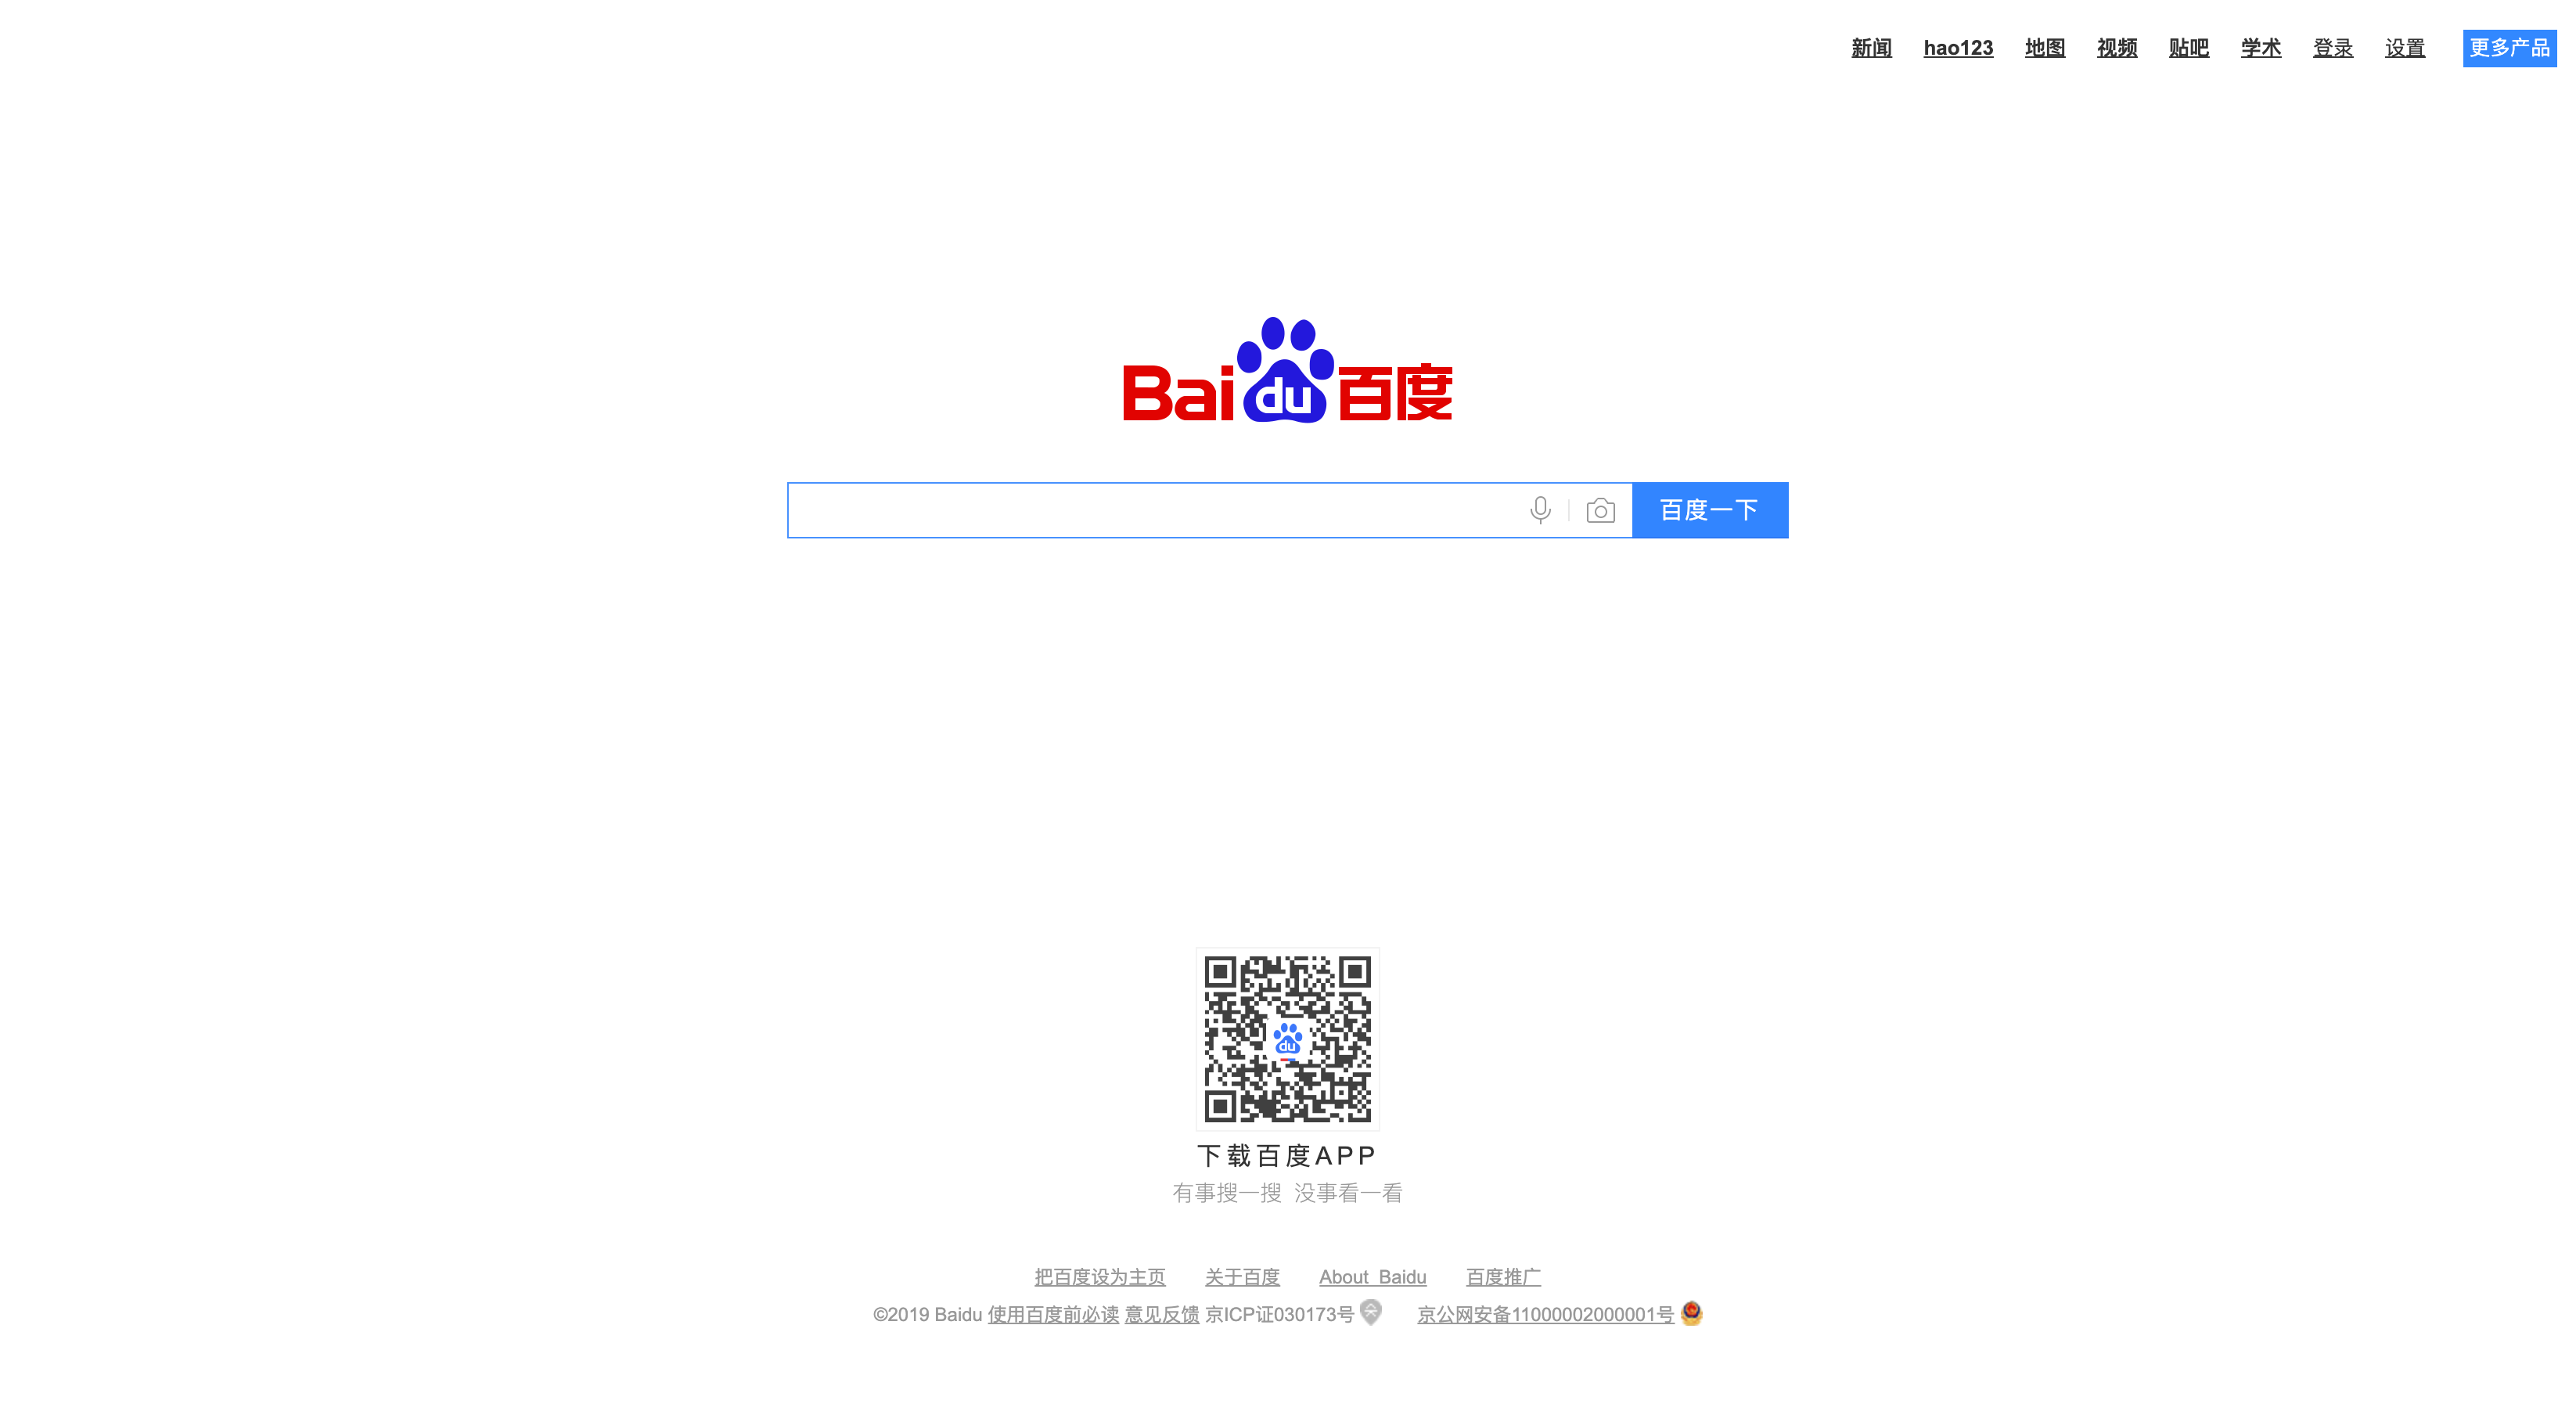 新闻 hao123 地图 视频 贴吧 学术 登录 设置 更多产品
Bai du 百度
百度一下
du
下载百度APP
有事搜一搜 没事看一看
把百度设为主页 关于百度 About Baidu 百度推广
©2019 Baidu 使用百度前必读 意见反馈 京ICP证030173号 京公网安备11000002000001号